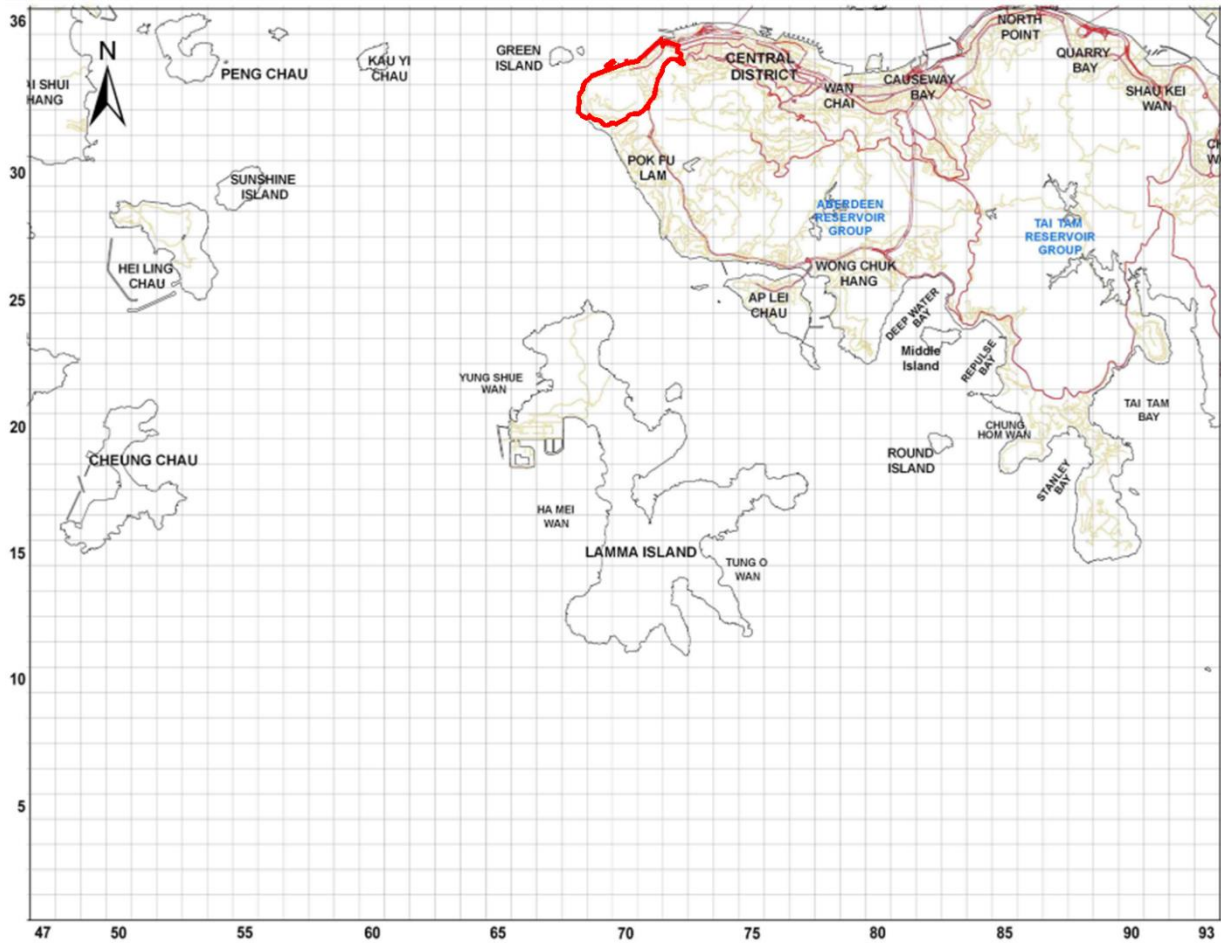 36
NORTH
POINT
N
GREEN
ISLAND
KAU YI
CHAU
CENTRAL
DISTRICT
QUARRY
BAY
PENG CHAU
CAUSEWAY
BAY
I SHUI
HANG
WAN
CHAI
SHAU KEI
WAN
30
POK FU
LAM
SUNSHINE
ISLAND
ABERDEEN
RESERVOIR
GROUP
TAI TAM
RESERVOIR
GROUP
HEI LING
CHAU
WONG CHUK
HANG
25
AP LEI
CHAU
DEEP WATER
BAY
Middle
Island
REPULSE
BAY
YUNG SHUE
WAN
TAI TAM
BAY
20
CHUNG
HOM WAN
CHEUNG CHAU
ROUND
ISLAND
STANLEY
BAY
HA MEI
WAN
15
LAMMA ISLAND
TUNG O
WAN
10
5
47 50 55 60 65 70 75 80 85 90 93